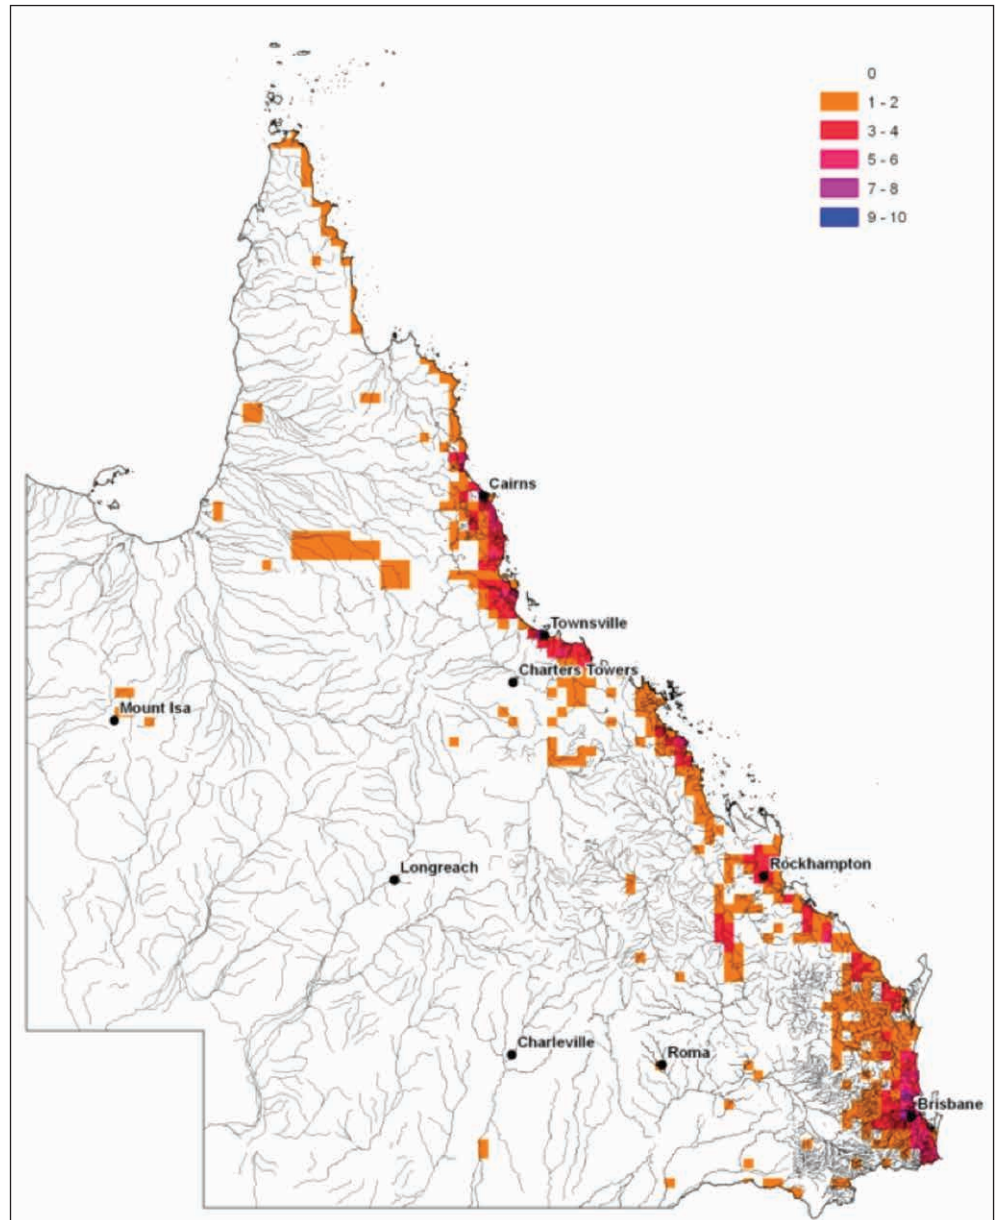 0
1 - 2
3 - 4
5 - 6
7 - 8
9 - 10
Cairns
Townsville
Charters Towers
Mount Isa
Longreach
Rockhampton
Charleville
Roma
Brisbane